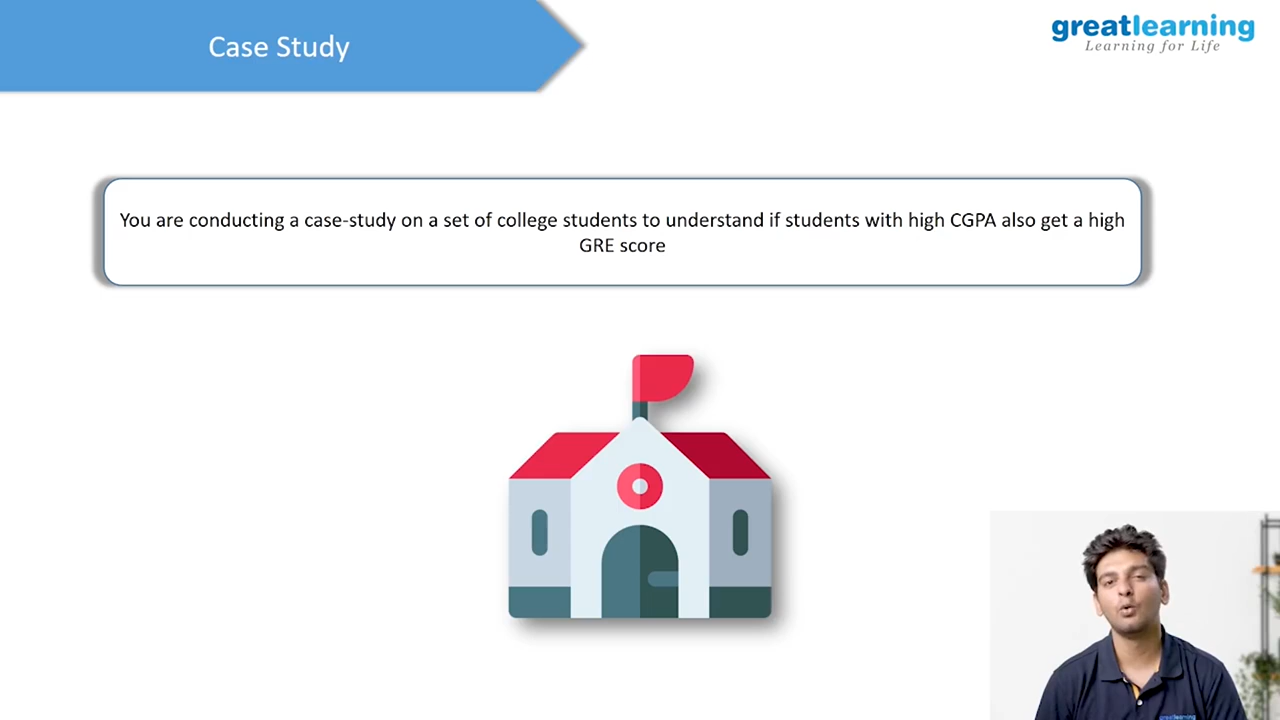 Case Study
greatlearning
Learning for Life
You are conducting a case-study on a set of college students to understand if students with high CGPA also get a high
GRE score
greatlearning